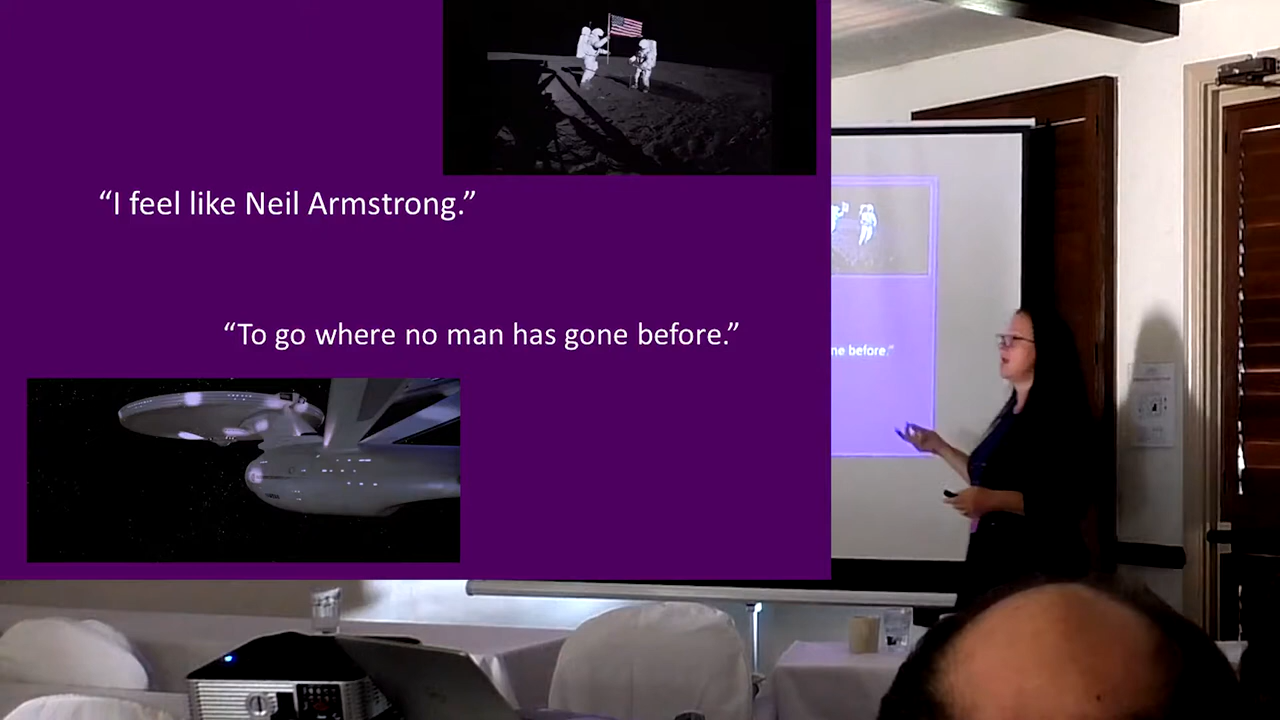 “I feel like Neil Armstrong.”
“To go where no man has gone before.”
ne before.”